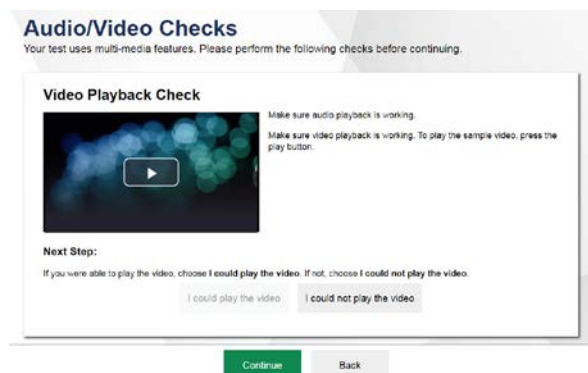 Audio/Video Checks
Your test uses multi-media features. Please perform the following checks before continuing.
Video Playback Check
Make sure audio playback is working.
Make sure video playback is working. To play the sample video, press the
play button.
Next Step:
If you were able to play the video, choose I could play the video. If not, choose I could not play the video.
I could play the video
I could not play the video
Continue
Back